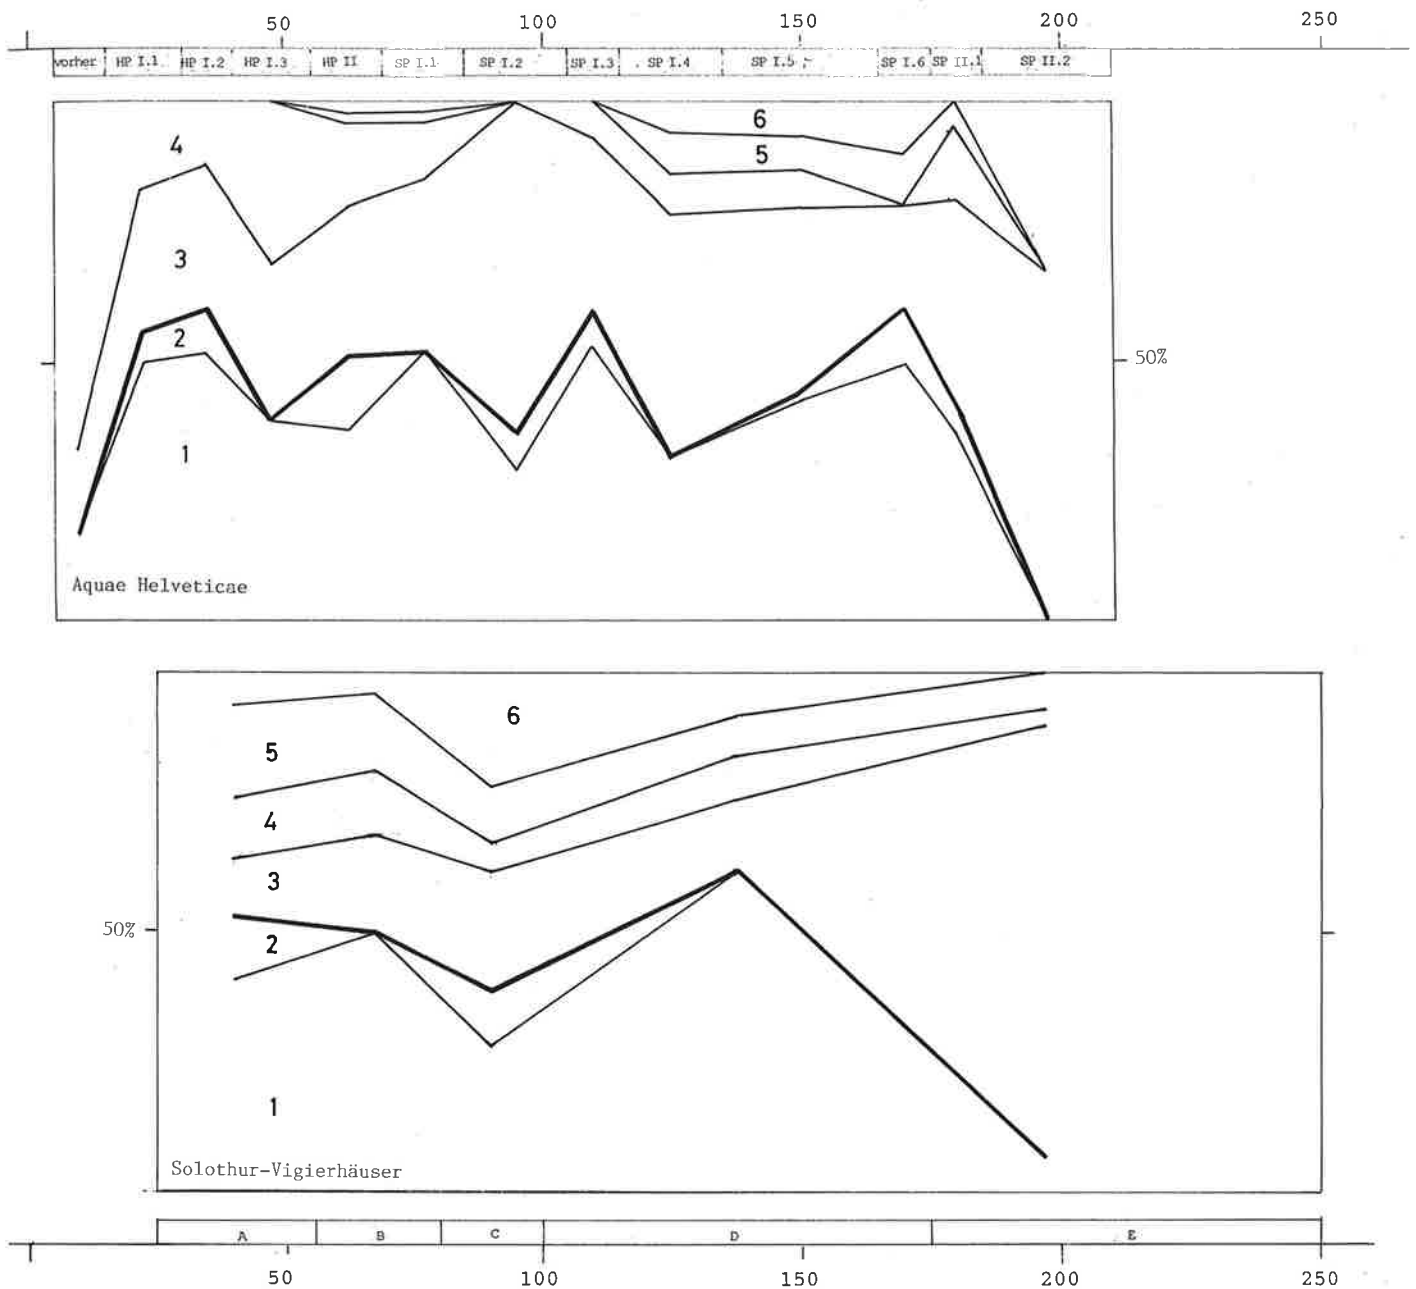 50 100 150 200 250
vorher HP I.1 HP I.2 HP I.3 HP II SP I.1 SP I.2 SP I.3 SP I.4 SP I.5 SP I.6 SP II.1 SP II.2
6
4
5
3
2
50%
1
Aquae Helveticae
6
5
4
3
50%
2
1
Solothur-Vigierhäuser
A B C D E
50 100 150 200 250